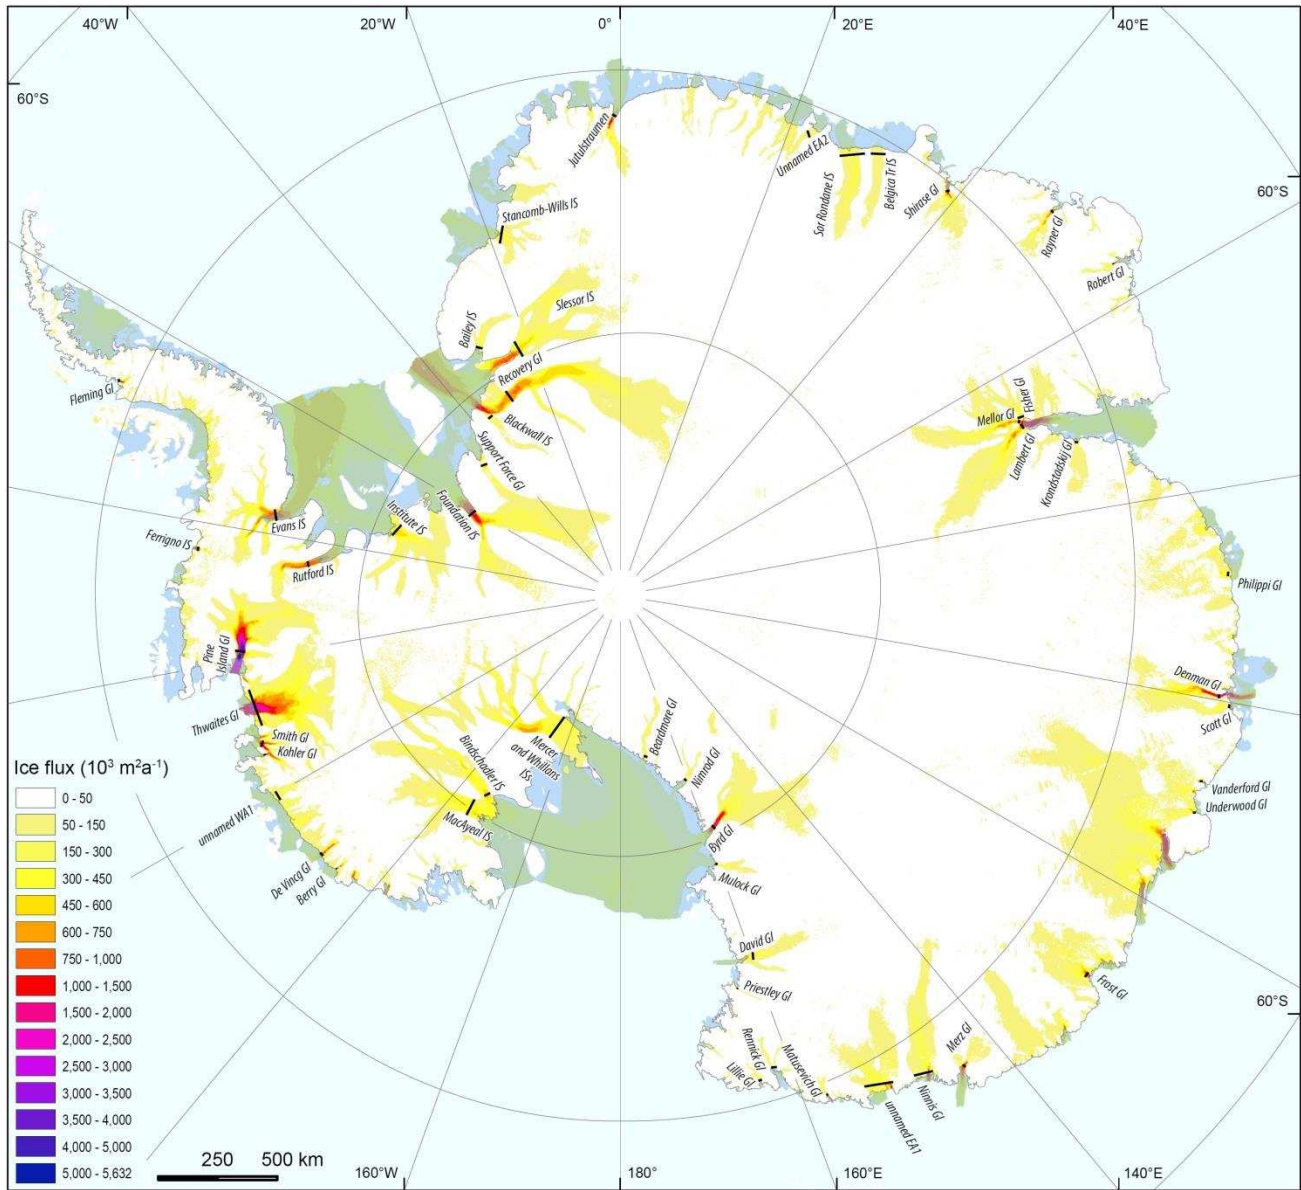 40°W
20°W
0°
20°E
40°E
60°S
60°S
Jutulstraumen
Unnamed EA2
Sor Rondane IS
Belgica Tr IS
Shirase Gl
Rayner Gl
Robert Gl
Stancomb-Wills IS
Slessor IS
Bailey IS
Recovery Gl
Blackwall IS
Support Force Gl
Foundation IS
Institute IS
Fleming Gl
Evans IS
Ferrigno IS
Rutford IS
Mellor Gl
Fisher Gl
Lambert Gl
Krondstadskij Gl
Philippi Gl
Denman Gl
Scott Gl
Vanderford Gl
Underwood Gl
Pine
Island Gl
Thwaites Gl
Smith Gl
Kohler Gl
unnamed WA1
De Vincq Gl
Berry Gl
Mercer
and Whillans
ISs
Bindschadler IS
MacAyeal IS
Beardmore Gl
Nimrod Gl
Byrd Gl
Mulock Gl
David Gl
Priestley Gl
Rennick Gl
Lillie Gl
Matusevich Gl
unnamed EA1
Ninnis Gl
Merz Gl
Frost Gl
60°S
Ice flux (10³ m²a⁻¹)
0 - 50
50 - 150
150 - 300
300 - 450
450 - 600
600 - 750
750 - 1,000
1,000 - 1,500
1,500 - 2,000
2,000 - 2,500
2,500 - 3,000
3,000 - 3,500
3,500 - 4,000
4,000 - 5,000
5,000 - 5,632
250 500 km
160°W
180°
160°E
140°E